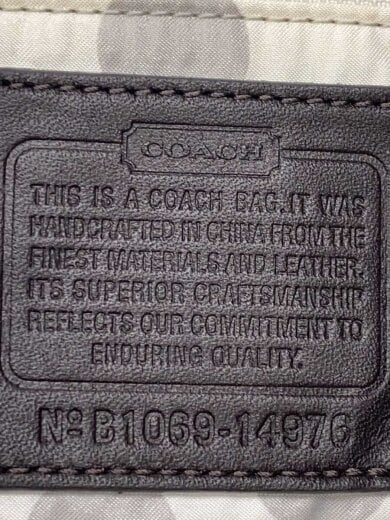 COACH
THIS IS A COACH BAG. IT WAS
HANDCRAFTED IN CHINA FROM THE
FINEST MATERIALS AND LEATHER.
ITS SUPERIOR CRAFTSMANSHIP
REFLECTS OUR COMMITMENT TO
ENDURING QUALITY.
Nº B1069-14976